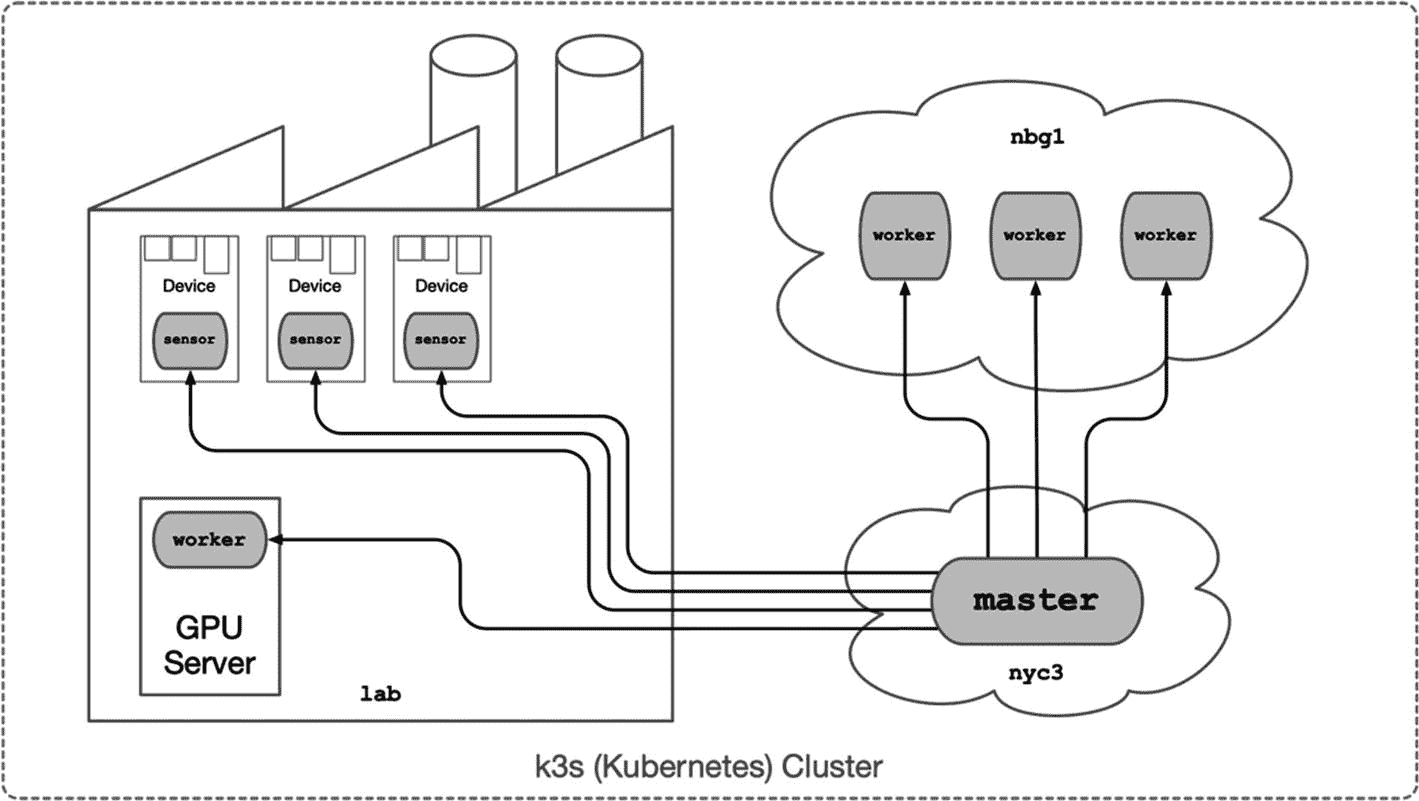 nbg1
worker worker worker
Device Device Device
sensor sensor sensor
worker
GPU
Server
lab
master
nyc3
k3s (Kubernetes) Cluster